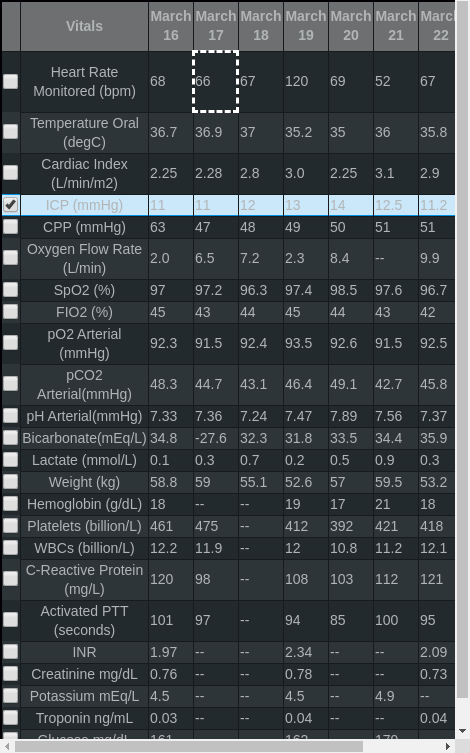 Vitals March 16 March 17 March 18 March 19 March 20 March 21 March 22
Heart Rate Monitored (bpm) 68 66 67 120 69 52 67
Temperature Oral (degC) 36.7 36.9 37 35.2 35 36 35.8
Cardiac Index (L/min/m2) 2.25 2.28 2.8 3.0 2.25 3.1 2.9
ICP (mmHg) 11 11 12 13 14 12.5 11.2
CPP (mmHg) 63 47 48 49 50 51 51
Oxygen Flow Rate (L/min) 2.0 6.5 7.2 2.3 8.4 -- 9.9
SpO2 (%) 97 97.2 96.3 97.4 98.5 97.6 96.7
FIO2 (%) 45 43 44 45 44 43 42
pO2 Arterial (mmHg) 92.3 91.5 92.4 93.5 92.6 91.5 92.5
pCO2 Arterial(mmHg) 48.3 44.7 43.1 46.4 49.1 42.7 45.8
pH Arterial(mmHg) 7.33 7.36 7.24 7.47 7.89 7.56 7.37
Bicarbonate(mEq/L) 34.8 -27.6 32.3 31.8 33.5 34.4 35.9
Lactate (mmol/L) 0.1 0.3 0.7 0.2 0.5 0.9 0.3
Weight (kg) 58.8 59 55.1 52.6 57 59.5 53.2
Hemoglobin (g/dL) 18 -- -- 19 17 21 18
Platelets (billion/L) 461 475 -- 412 392 421 418
WBCs (billion/L) 12.2 11.9 -- 12 10.8 11.2 12.1
C-Reactive Protein (mg/L) 120 98 -- 108 103 112 121
Activated PTT (seconds) 101 97 -- 94 85 100 95
INR 1.97 -- -- 2.34 -- -- 2.09
Creatinine mg/dL 0.76 -- -- 0.78 -- -- 0.73
Potassium mEq/L 4.5 -- -- 4.5 -- 4.9 --
Troponin ng/mL 0.03 -- -- 0.04 -- -- 0.04
Glucose mg/dL 161 -- -- 162 -- 170 --